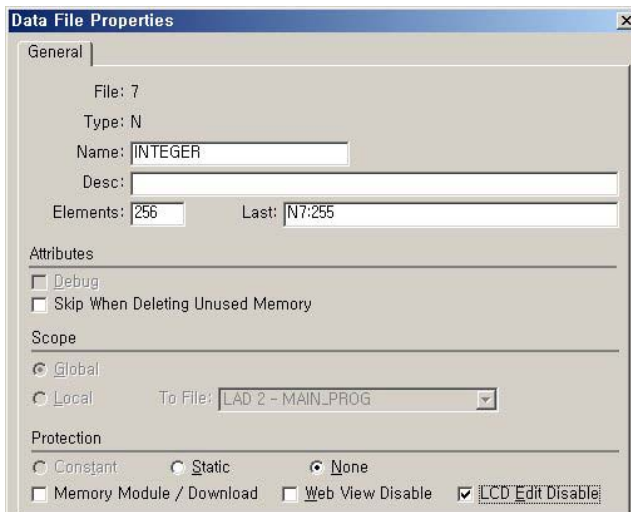 Data File Properties
General
File: 7
Type: N
Name: INTEGER
Desc:
Elements: 256 Last: N7:255
Attributes
Debug
Skip When Deleting Unused Memory
Scope
Global
Local To File: LAD 2 - MAIN_PROG
Protection
Constant Static None
Memory Module / Download Web View Disable LCD Edit Disable